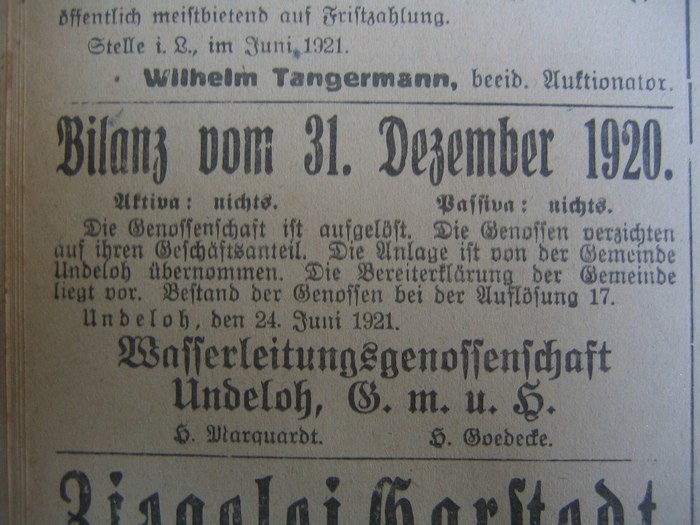 öffentlich meistbietend auf Fristzahlung.
Stelle i. L., im Juni 1921.
Wilhelm Tangermann, beeid. Auktionator.
Bilanz vom 31. Dezember 1920.
Aktiva: nichts. Passiva: nichts.
Die Genossenschaft ist aufgelöst. Die Genossen verzichten
auf ihren Geschäftsanteil. Die Anlage ist von der Gemeinde
Undeloh übernommen. Die Bereiterklärung der Gemeinde
liegt vor. Bestand der Genossen bei der Auflösung 17.
Undeloh, den 24. Juni 1921.
Wasserleitungsgenossenschaft
Undeloh, G. m. u. H.
H. Marquardt. H. Goedecke.